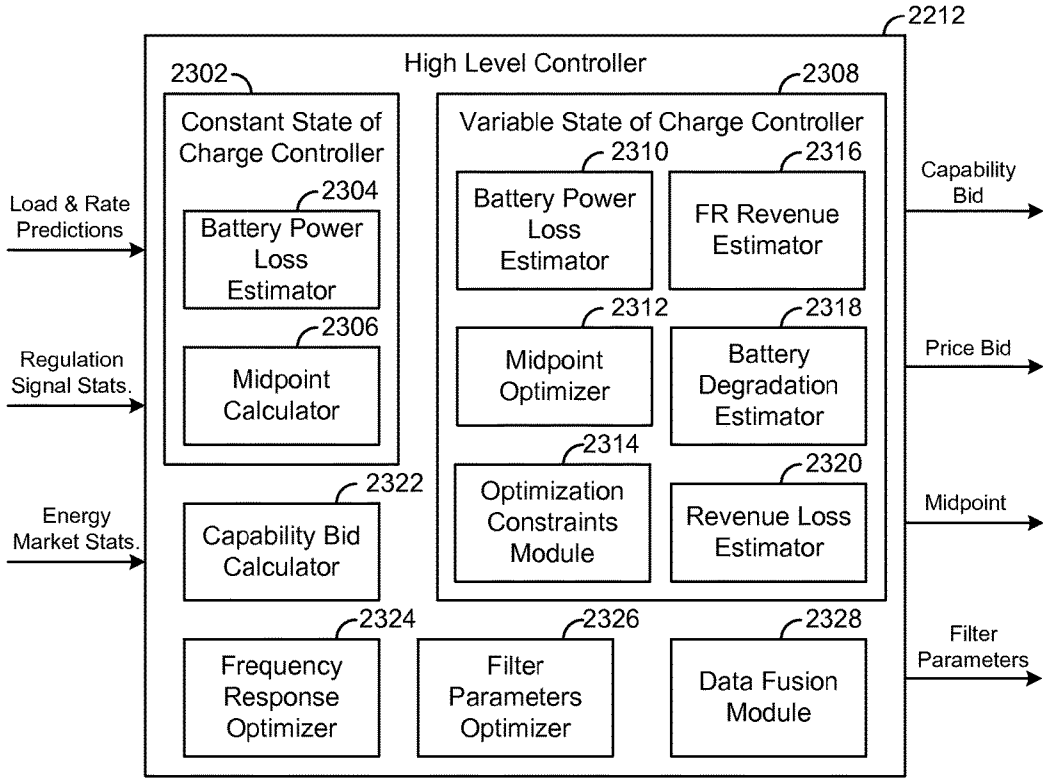 2212
High Level Controller
2302
Constant State of
Charge Controller
2304
Battery Power
Loss
Estimator
2306
Midpoint
Calculator
2308
Variable State of Charge Controller
2310
Battery Power
Loss
Estimator
2316
FR Revenue
Estimator
2312
Midpoint
Optimizer
2318
Battery
Degradation
Estimator
2314
Optimization
Constraints
Module
2320
Revenue Loss
Estimator
2322
Capability Bid
Calculator
2324
Frequency
Response
Optimizer
2326
Filter
Parameters
Optimizer
2328
Data Fusion
Module
Load & Rate
Predictions
Regulation
Signal Stats.
Energy
Market Stats.
Capability
Bid
Price Bid
Midpoint
Filter
Parameters